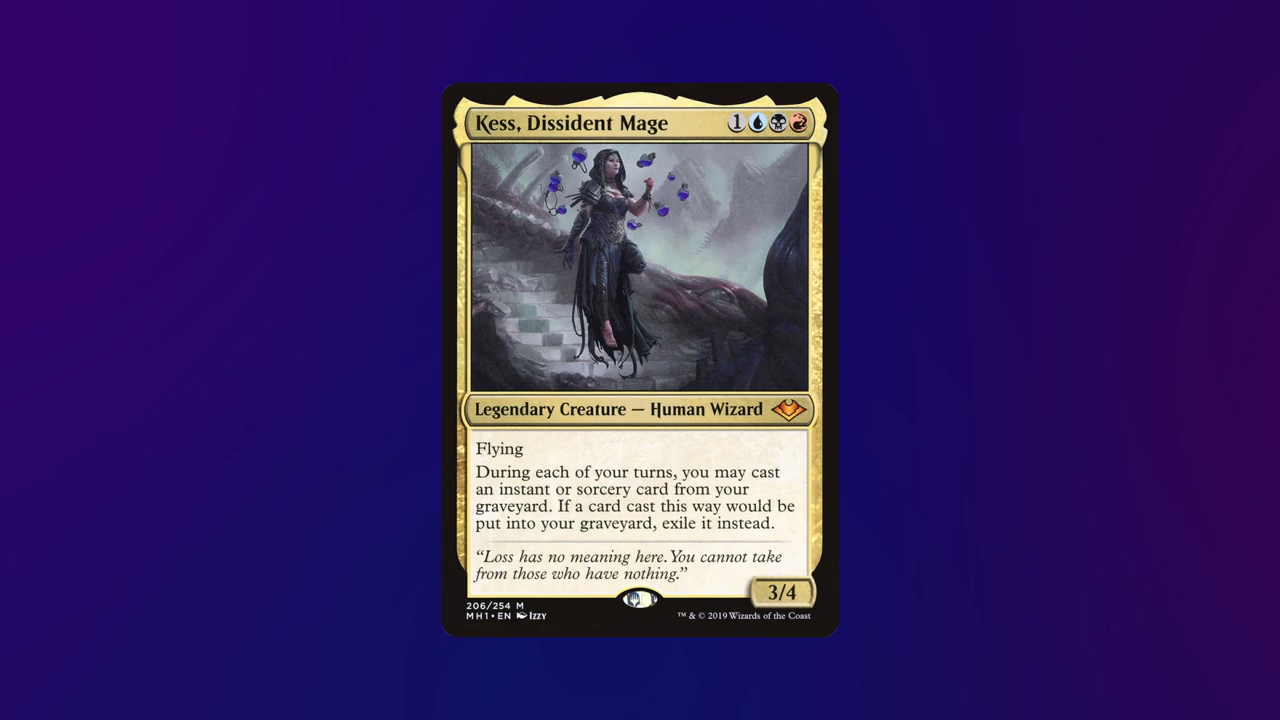 Kess, Dissident Mage 1
Legendary Creature — Human Wizard
Flying
During each of your turns, you may cast
an instant or sorcery card from your
graveyard. If a card cast this way would be
put into your graveyard, exile it instead.
“Loss has no meaning here. You cannot take
from those who have nothing.”
3/4
206/254 M
MH1 • EN Izzy
™ & © 2019 Wizards of the Coast